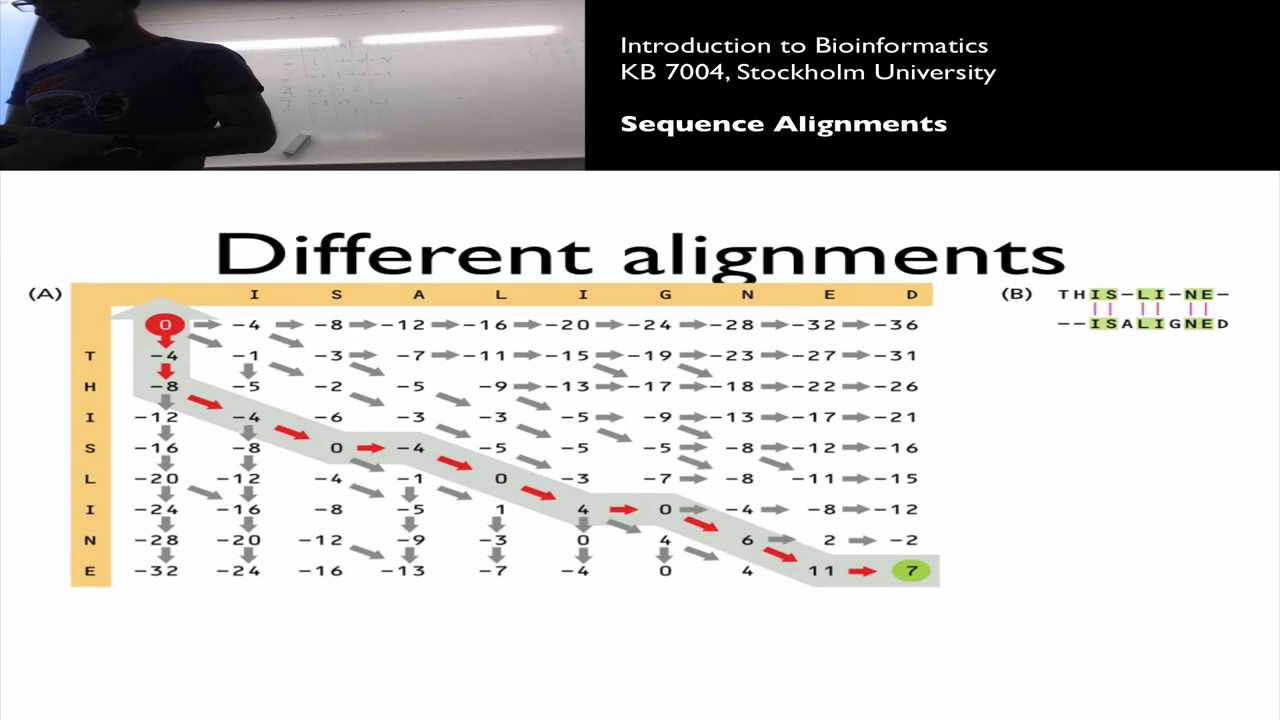 Introduction to Bioinformatics
KB 7004, Stockholm University
Sequence Alignments
Different alignments
(A)
I S A L I G N E D
0 -4 -8 -12 -16 -20 -24 -28 -32 -36
T -4 -1 -3 -7 -11 -15 -19 -23 -27 -31
H -8 -5 -2 -5 -9 -13 -17 -18 -22 -26
I -12 -4 -6 -3 -3 -5 -9 -13 -17 -21
S -16 -8 0 -4 -5 -5 -5 -8 -12 -16
L -20 -12 -4 -1 0 -3 -7 -8 -11 -15
I -24 -16 -8 -5 1 4 0 -4 -8 -12
N -28 -20 -12 -9 -3 0 4 6 2 -2
E -32 -24 -16 -13 -7 -4 0 4 11 7
(B)
THIS-LI-NE-
--ISALIGNED